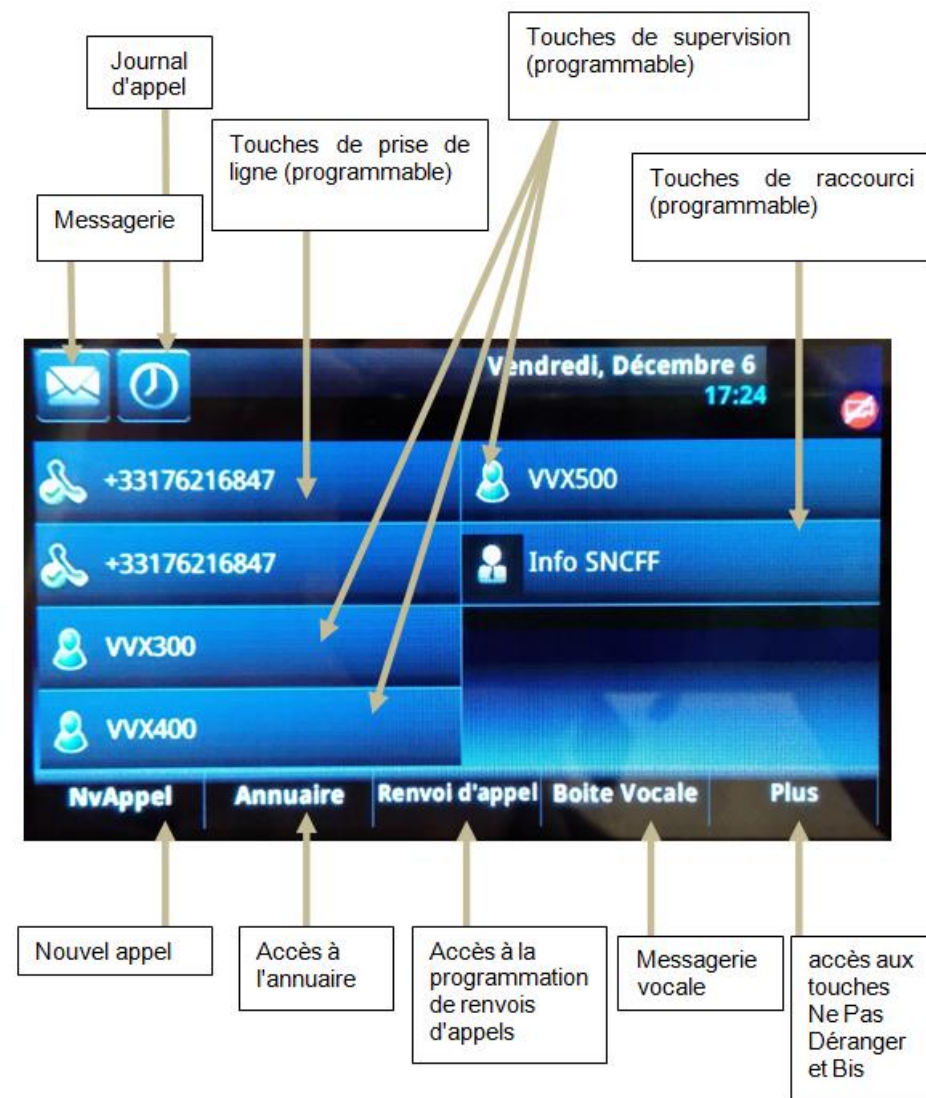 Touches de supervision
(programmable)
Journal
d'appel
Touches de prise de
ligne (programmable)
Touches de raccourci
(programmable)
Messagerie
Vendredi, Décembre 6
17:24
+33176216847
VVX500
+33176216847
Info SNCFF
VVX300
VVX400
NvAppel Annuaire Renvoi d'appel Boite Vocale Plus
Nouvel appel
Accès à
l'annuaire
Accès à la
programmation
de renvois
d'appels
Messagerie
vocale
accès aux
touches
Ne Pas
Déranger
et Bis